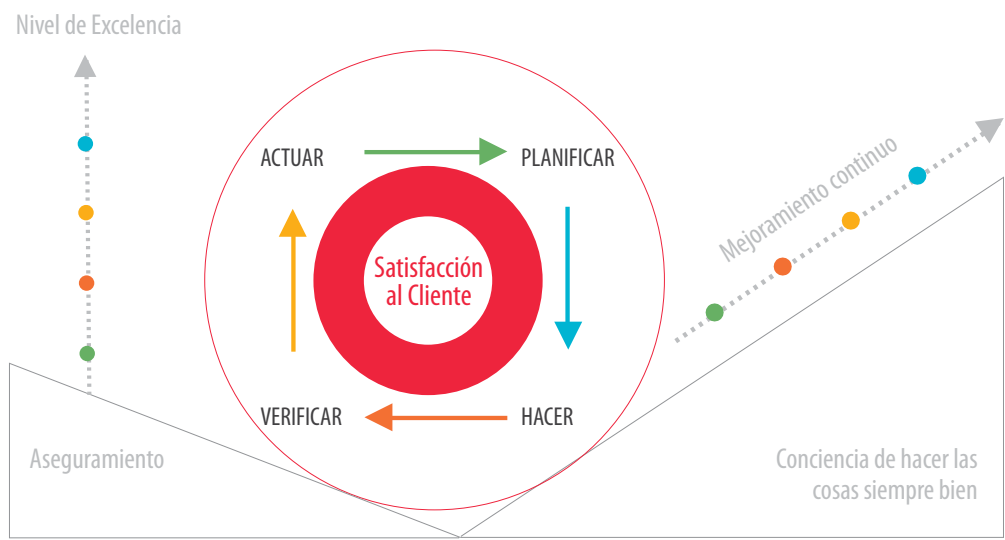 Nivel de Excelencia
ACTUAR
PLANIFICAR
Mejoramiento continuo
Satisfacción
al Cliente
VERIFICAR
HACER
Aseguramiento
Conciencia de hacer las
cosas siempre bien